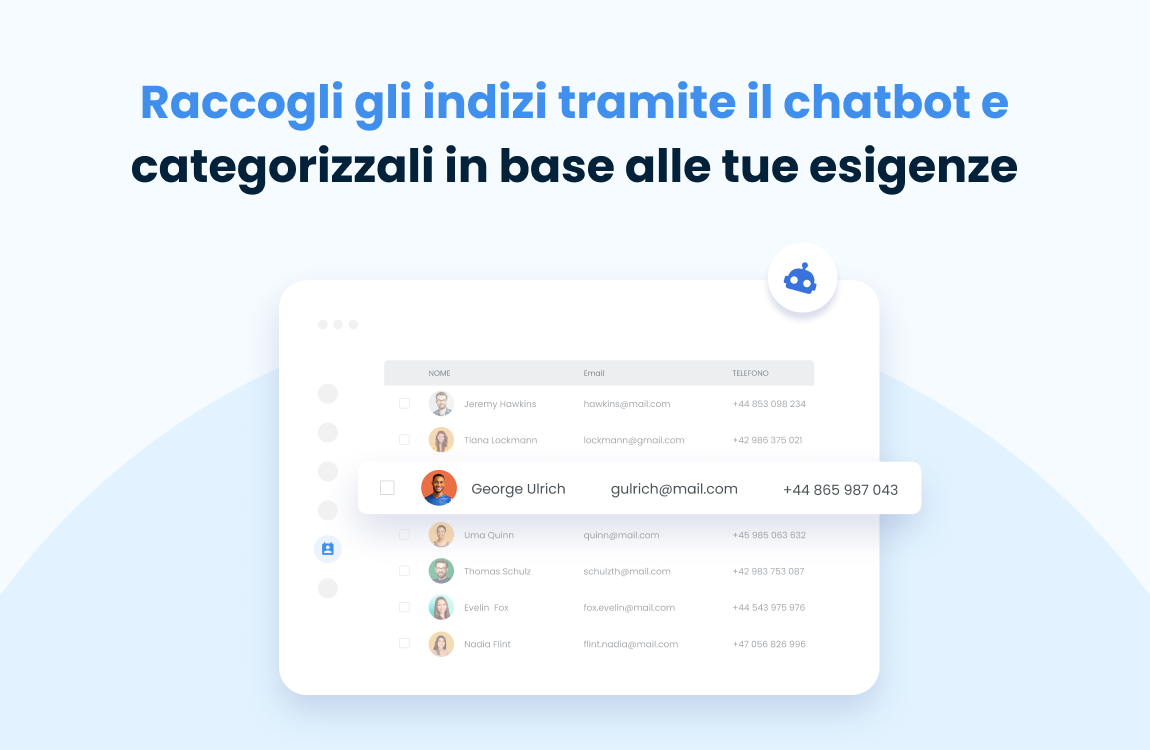 Raccogli gli indizi tramite il chatbot e
categorizzali in base alle tue esigenze
NOME Email TELEFONO
Jeremy Hawkins hawkins@mail.com +44 853 098 234
Tiana Lockmann lockmann@gmail.com +42 986 375 021
George Ulrich gulrich@mail.com +44 865 987 043
Uma Quinn quinn@mail.com +45 985 063 632
Thomas Schulz schulzth@mail.com +42 983 753 087
Evelin Fox fox.evelin@mail.com +44 543 975 976
Nadia Flint flint.nadia@mail.com +47 056 826 996